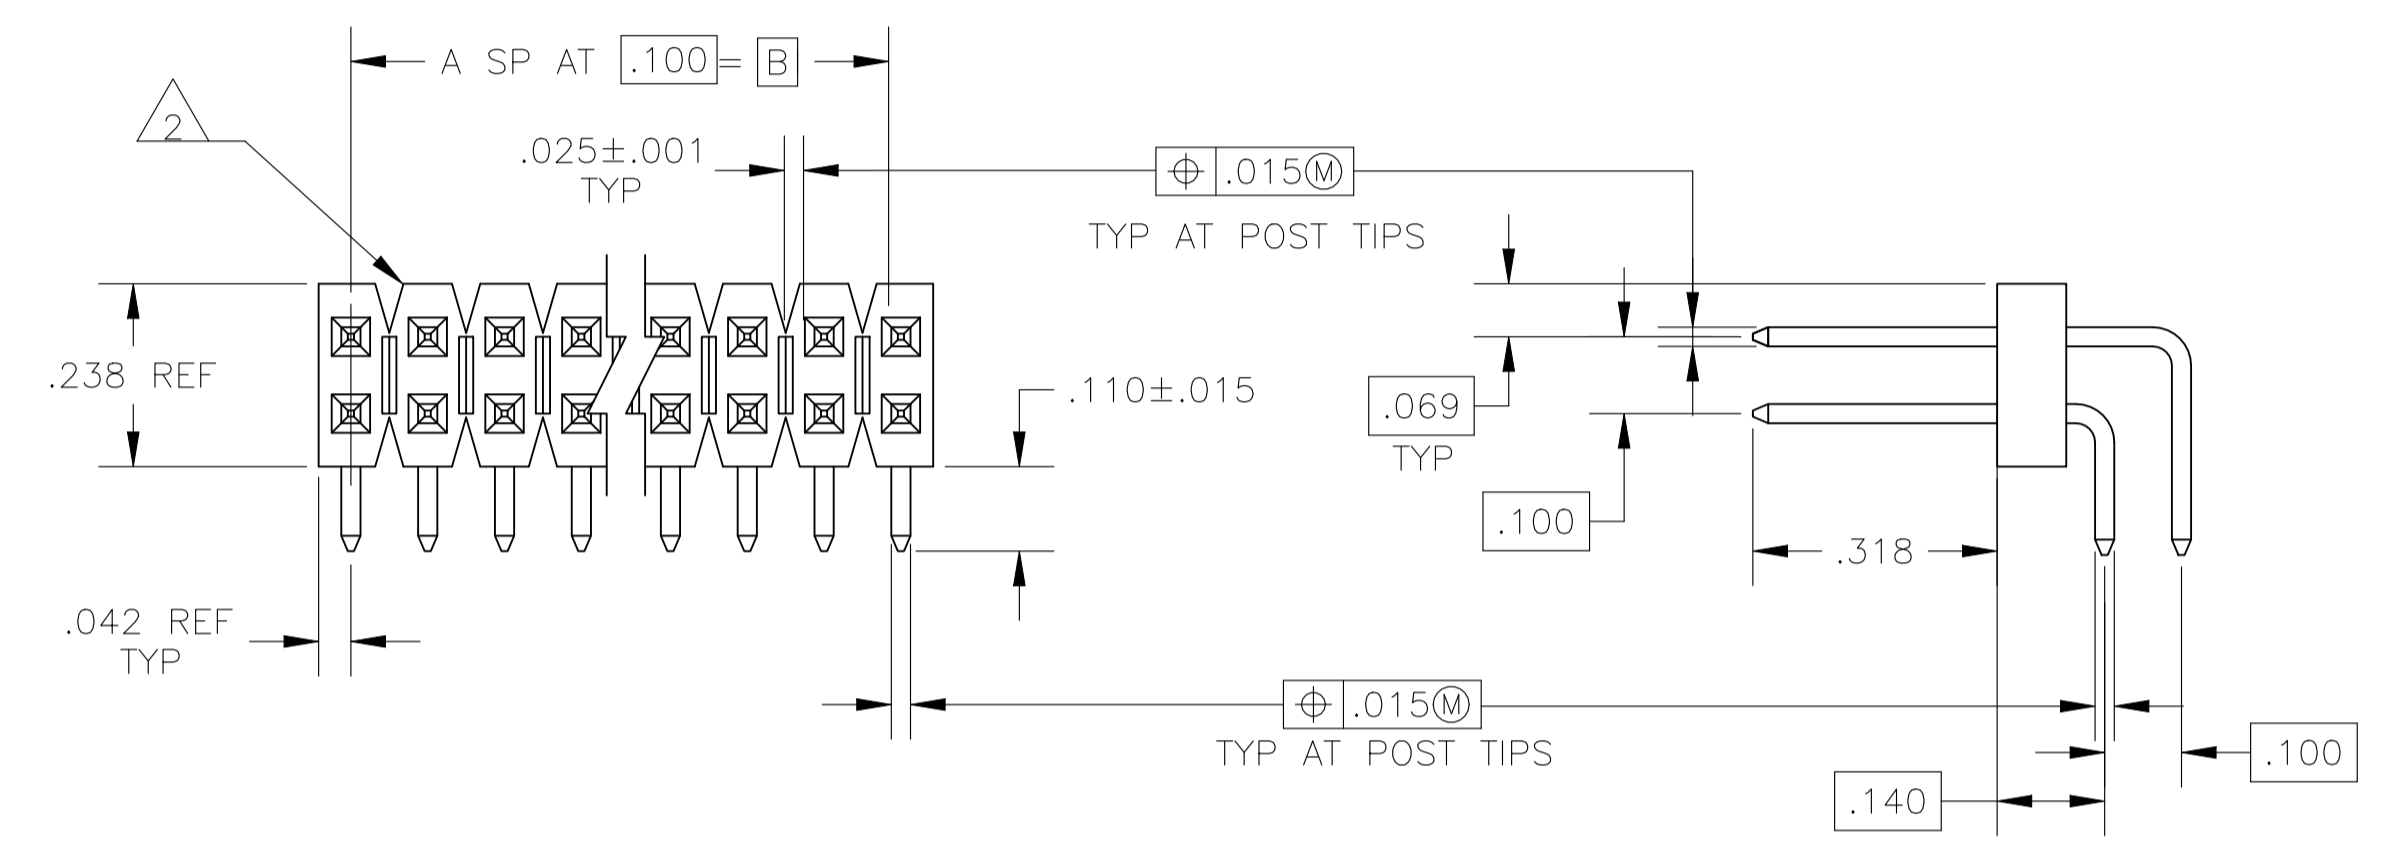 A SP AT .100 = B
2
.025±.001
TYP
⌖ .015Ⓜ
TYP AT POST TIPS
.238 REF
.110±.015
.069
TYP
.100
.318
.042 REF
TYP
⌖ .015Ⓜ
TYP AT POST TIPS
.100
.140